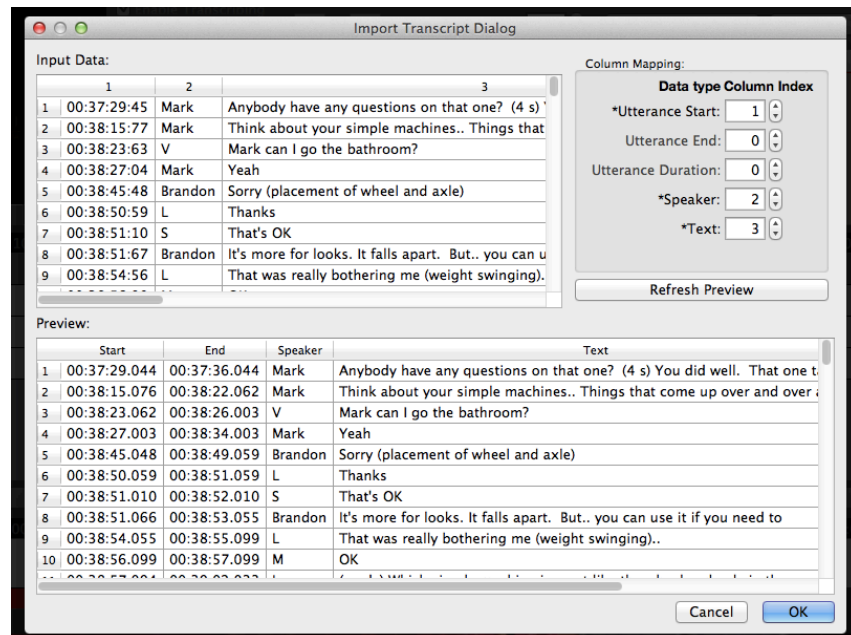 Import Transcript Dialog
Input Data:
1 2 3
1 00:37:29:45 Mark Anybody have any questions on that one? (4 s)
2 00:38:15:77 Mark Think about your simple machines.. Things that
3 00:38:23:63 V Mark can I go the bathroom?
4 00:38:27:04 Mark Yeah
5 00:38:45:48 Brandon Sorry (placement of wheel and axle)
6 00:38:50:59 L Thanks
7 00:38:51:10 S That's OK
8 00:38:51:67 Brandon It's more for looks. It falls apart. But.. you can u
9 00:38:54:56 L That was really bothering me (weight swinging).
Column Mapping:
Data type Column Index
*Utterance Start: 1
Utterance End: 0
Utterance Duration: 0
*Speaker: 2
*Text: 3
Refresh Preview
Preview:
Start End Speaker Text
1 00:37:29.044 00:37:36.044 Mark Anybody have any questions on that one? (4 s) You did well. That one t
2 00:38:15.076 00:38:22.062 Mark Think about your simple machines.. Things that come up over and over
3 00:38:23.062 00:38:26.003 V Mark can I go the bathroom?
4 00:38:27.003 00:38:34.003 Mark Yeah
5 00:38:45.048 00:38:49.059 Brandon Sorry (placement of wheel and axle)
6 00:38:50.059 00:38:51.059 L Thanks
7 00:38:51.010 00:38:52.010 S That's OK
8 00:38:51.066 00:38:53.055 Brandon It's more for looks. It falls apart. But.. you can use it if you need to
9 00:38:54.055 00:38:55.099 L That was really bothering me (weight swinging)..
10 00:38:56.099 00:38:57.099 M OK
Cancel OK